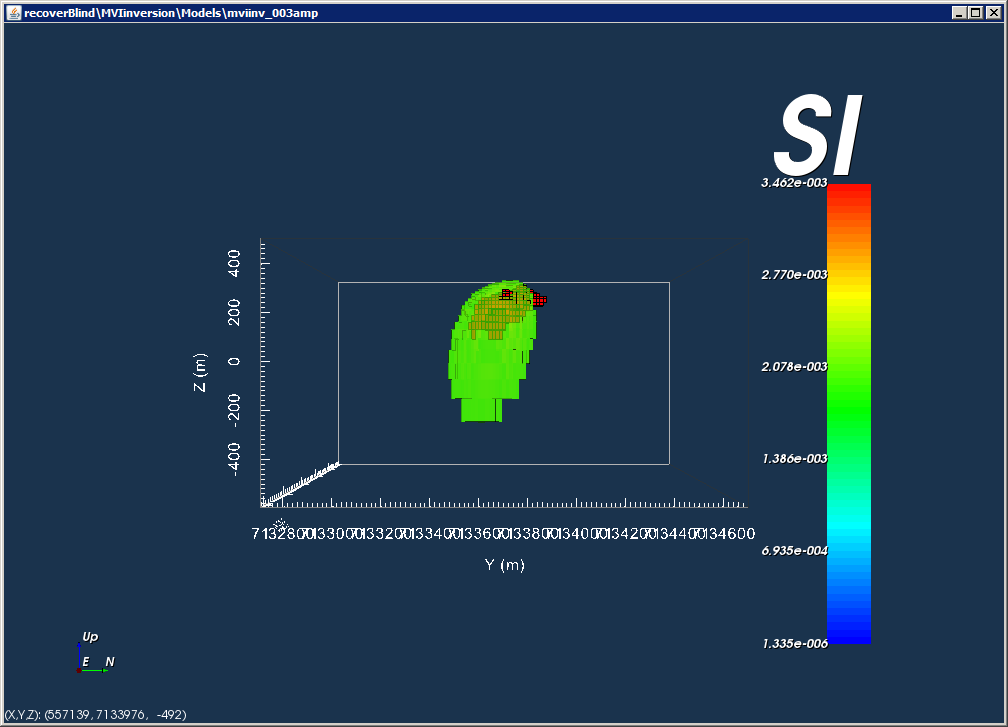 recoverBlind\MVIinversion\Models\mviinv_003amp
SI
3.462e-003
2.770e-003
2.078e-003
1.386e-003
6.935e-004
1.335e-006
400
200
0
-200
-400
Z (m)
7132800 7133000 7133200 7133400 7133600 7133800 7134000 7134200 7134400 7134600
Y (m)
Up
E N
(X,Y,Z): (557139, 7133976, -492)